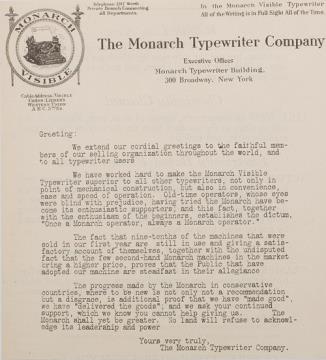 Telephone 5387 Worth
Private Branch Connecting
all Departments.
In the Monarch Visible Typewriter
All of the Writing is in Full Sight All of the Time.
MONARCH
VISIBLE
The Monarch Typewriter Company
Executive Offices
Monarch Typewriter Building,
300 Broadway, New York
Cable Address-VISIBLE
Codes: LIEBERS
WESTERN UNION
A B C 5TH Ed.
Greeting:
We extend our cordial greetings to the faithful mem-
bers of our selling organization throughout the world, and
to all typewriter users
We have worked hard to make the Monarch Visible
Typewriter superior to all other typewriters, not only in
point of mechanical construction, but also in convenience,
ease and speed of operation. Old-time operators, whose eyes
were blind with prejudice, having tried the Monarch have be-
come its enthusiastic supporters, and this fact, together
with the enthusiasm of the beginners, establishes the dictum,
"Once a Monarch operator, always a Monarch operator."
The fact that nine-tenths of the machines that were
sold in our first year are still in use and giving a satis-
factory account of themselves, together with the undisputed
fact that the few second-hand Monarch machines in the market
bring a higher price, proves that the Public that have
adopted our machine are steadfast in their allegiance
The progress made by the Monarch in conservative
countries, where to be new is not only not a recommendation
but a disgrace, is additional proof that we have "made good",
we have "delivered the goods", and we ask your continued
support, which we know you cannot help giving us. The
Monarch shall yet be greater. No land will refuse to acknowl-
edge its leadership and power
Yours very truly,
The Monarch Typewriter Company.